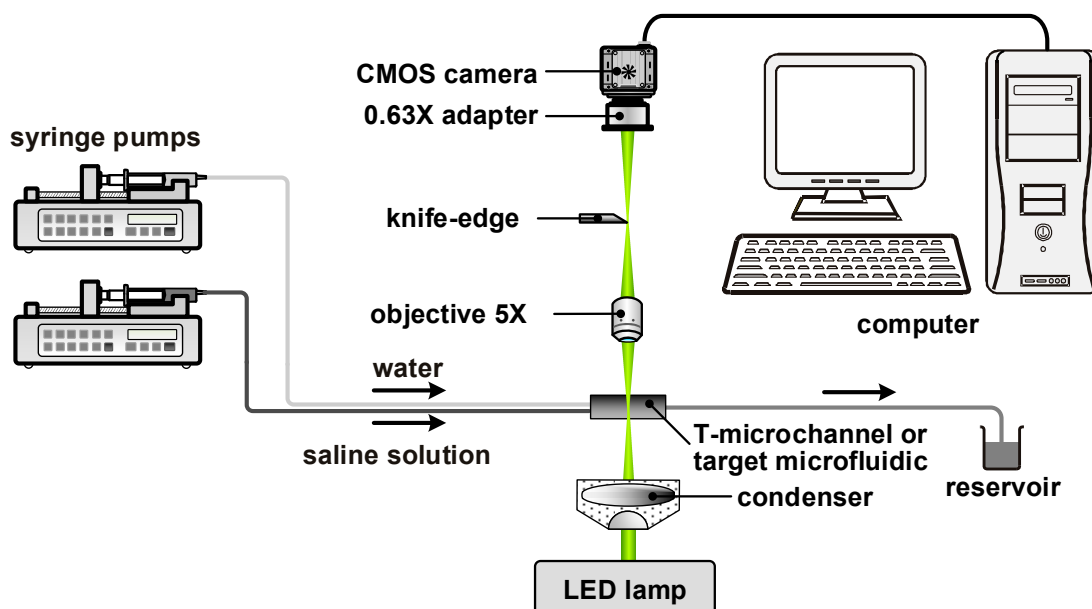 CMOS camera
0.63X adapter
syringe pumps
knife-edge
objective 5X
computer
water
saline solution
T-microchannel or
target microfluidic
condenser
reservoir
LED lamp